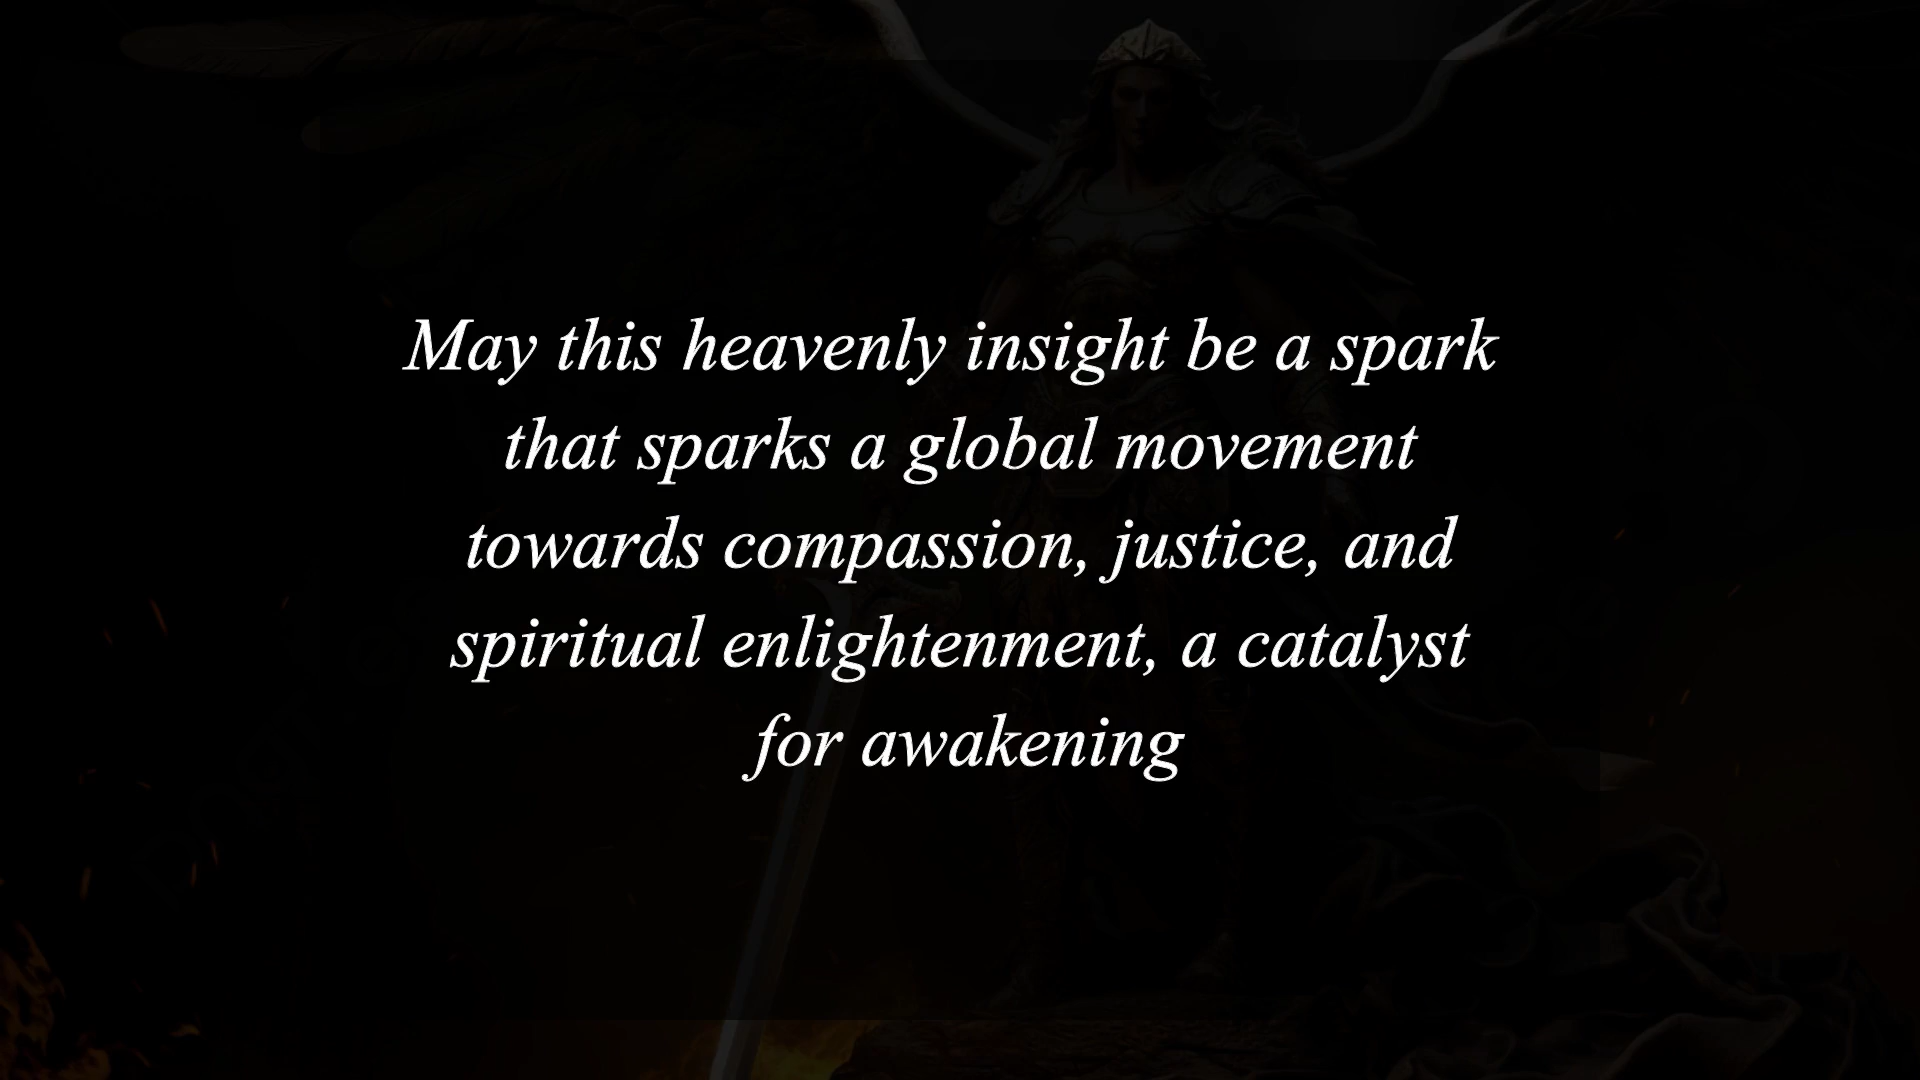 May this heavenly insight be a spark
that sparks a global movement
towards compassion, justice, and
spiritual enlightenment, a catalyst
for awakening